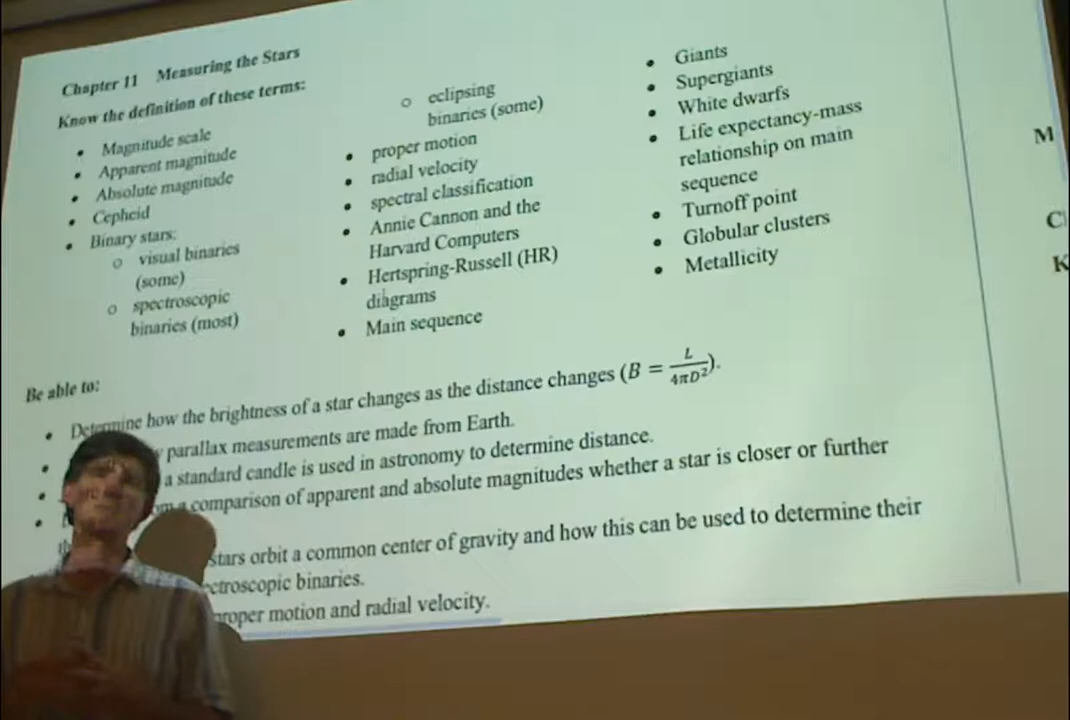 Chapter 11 Measuring the Stars
Know the definition of these terms:
• Magnitude scale
• Apparent magnitude
• Absolute magnitude
• Cepheid
• Binary stars:
o visual binaries
(some)
o spectroscopic
binaries (most)
o eclipsing
binaries (some)
• proper motion
• radial velocity
• spectral classification
• Annie Cannon and the
Harvard Computers
• Hertspring-Russell (HR)
diagrams
• Main sequence
• Giants
• Supergiants
• White dwarfs
• Life expectancy-mass
relationship on main
sequence
• Turnoff point
• Globular clusters
• Metallicity
Be able to:
• Determine how the brightness of a star changes as the distance changes (B = L/4πD²).
• parallax measurements are made from Earth.
• a standard candle is used in astronomy to determine distance.
• a comparison of apparent and absolute magnitudes whether a star is closer or further
stars orbit a common center of gravity and how this can be used to determine their
binaries.
proper motion and radial velocity.
M
C
K